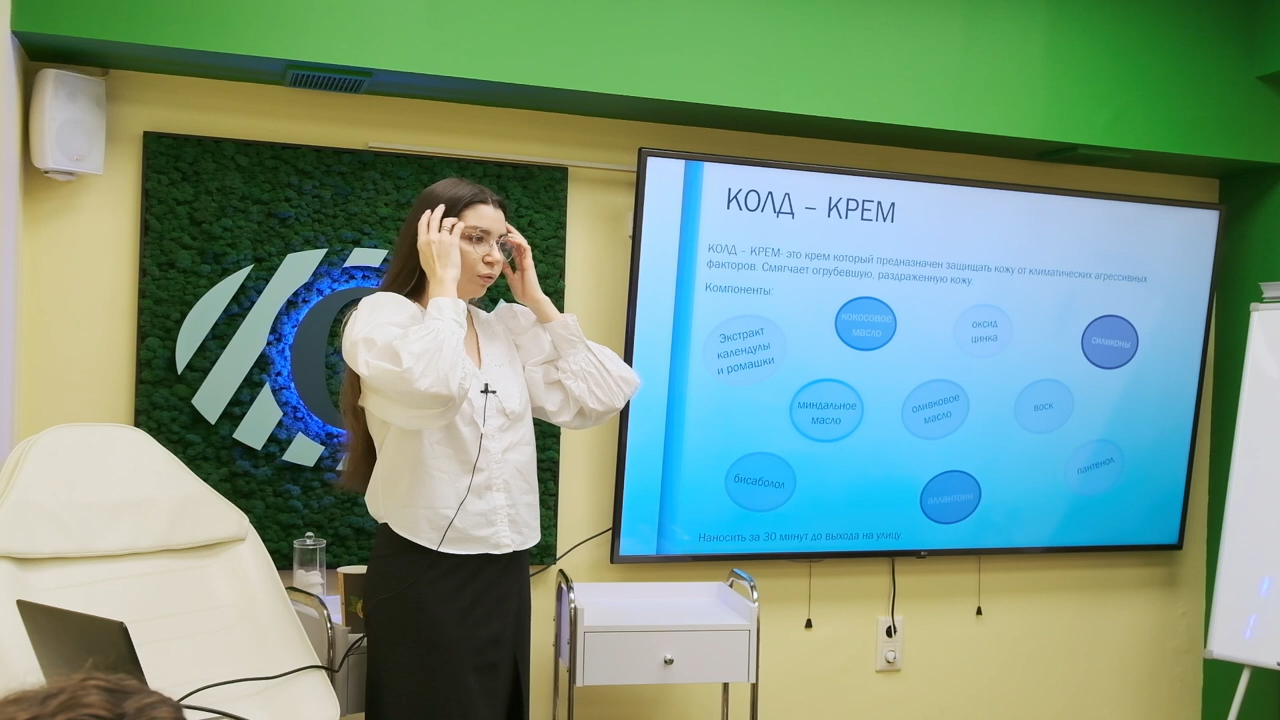 КОЛД – КРЕМ
КОЛД – КРЕМ- это крем который предназначен защищать кожу от климатических агрессивных
факторов. Смягчает огрубевшую, раздраженную кожу.
Компоненты:
Экстракт
календулы
и ромашки
кокосовое
масло
оксид
цинка
силиконы
миндальное
масло
оливковое
масло
воск
бисаболол
аллантоин
пантенол
Наносить за 30 минут до выхода на улицу.